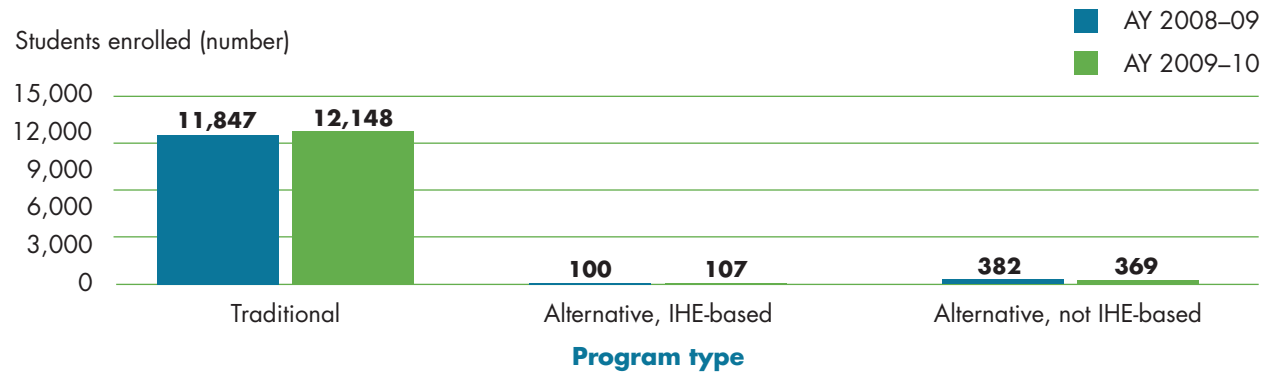 AY 2008–09
Students enrolled (number)
AY 2009–10
15,000
11,847 12,148
12,000
9,000
6,000
3,000
100 107 382 369
0
Traditional Alternative, IHE-based Alternative, not IHE-based
Program type